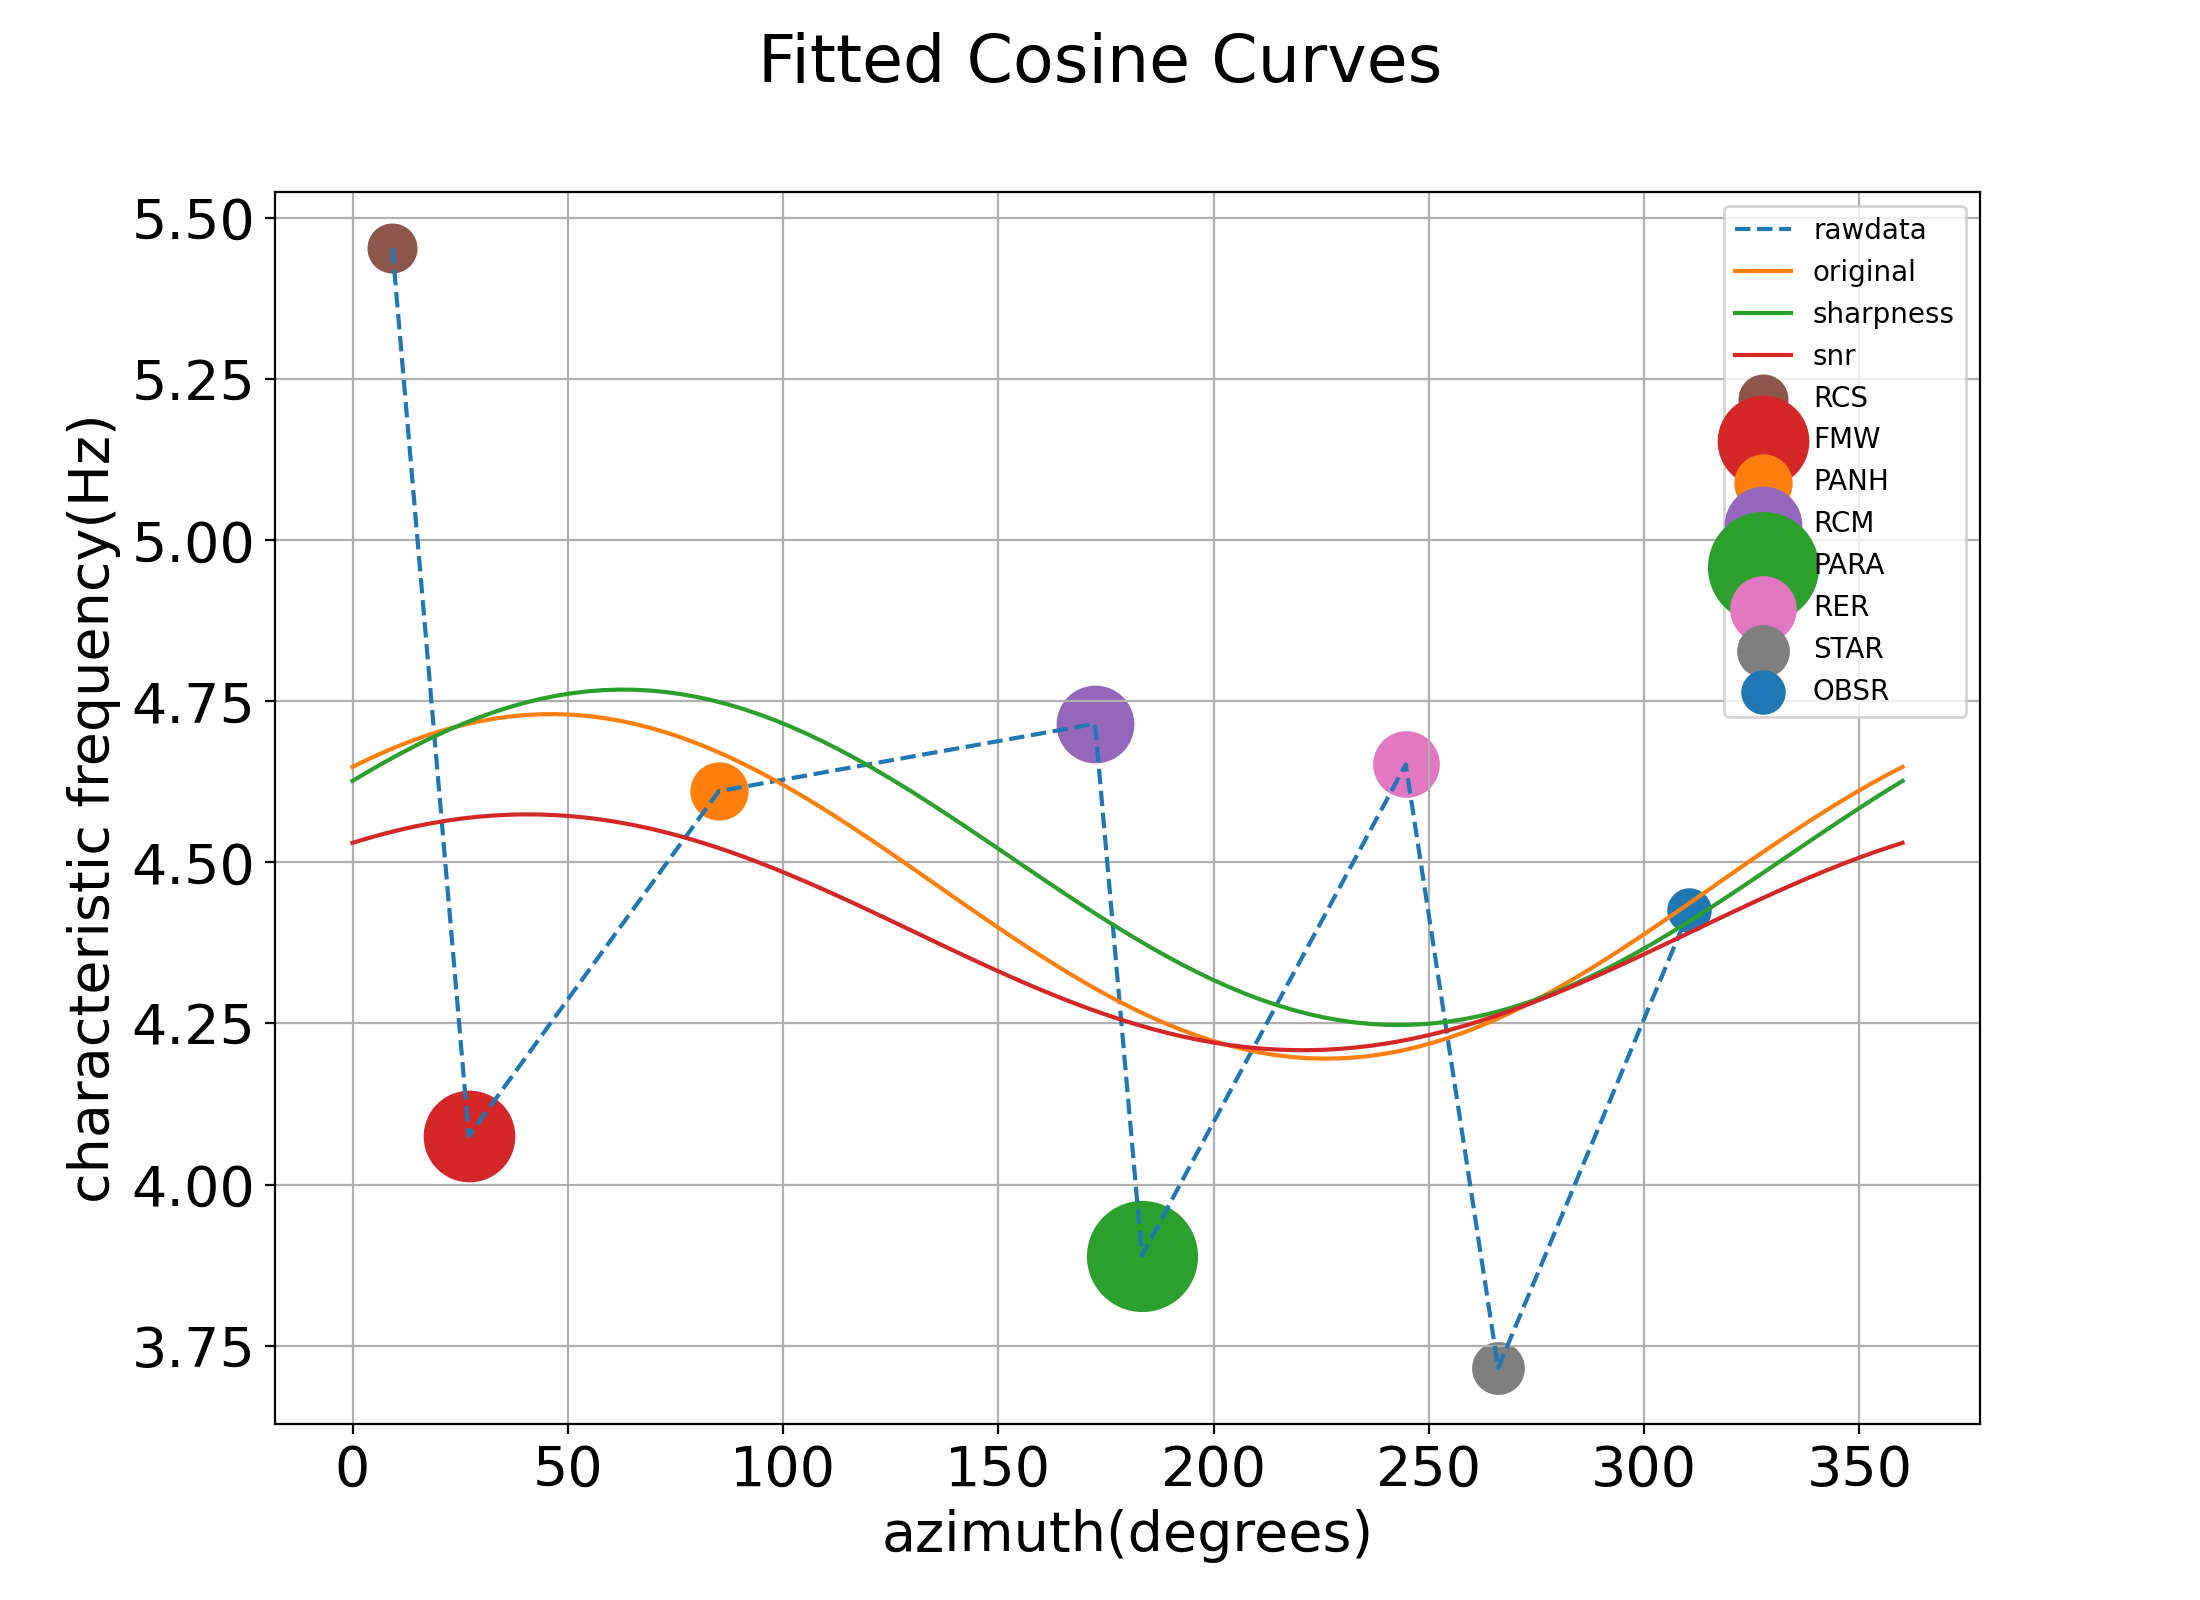 Fitted Cosine Curves
5.50
5.25
5.00
4.75
4.50
4.25
4.00
3.75
characteristic frequency(Hz)
rawdata
original
sharpness
snr
RCS
FMW
PANH
RCM
PARA
RER
STAR
OBSR
0 50 100 150 200 250 300 350
azimuth(degrees)